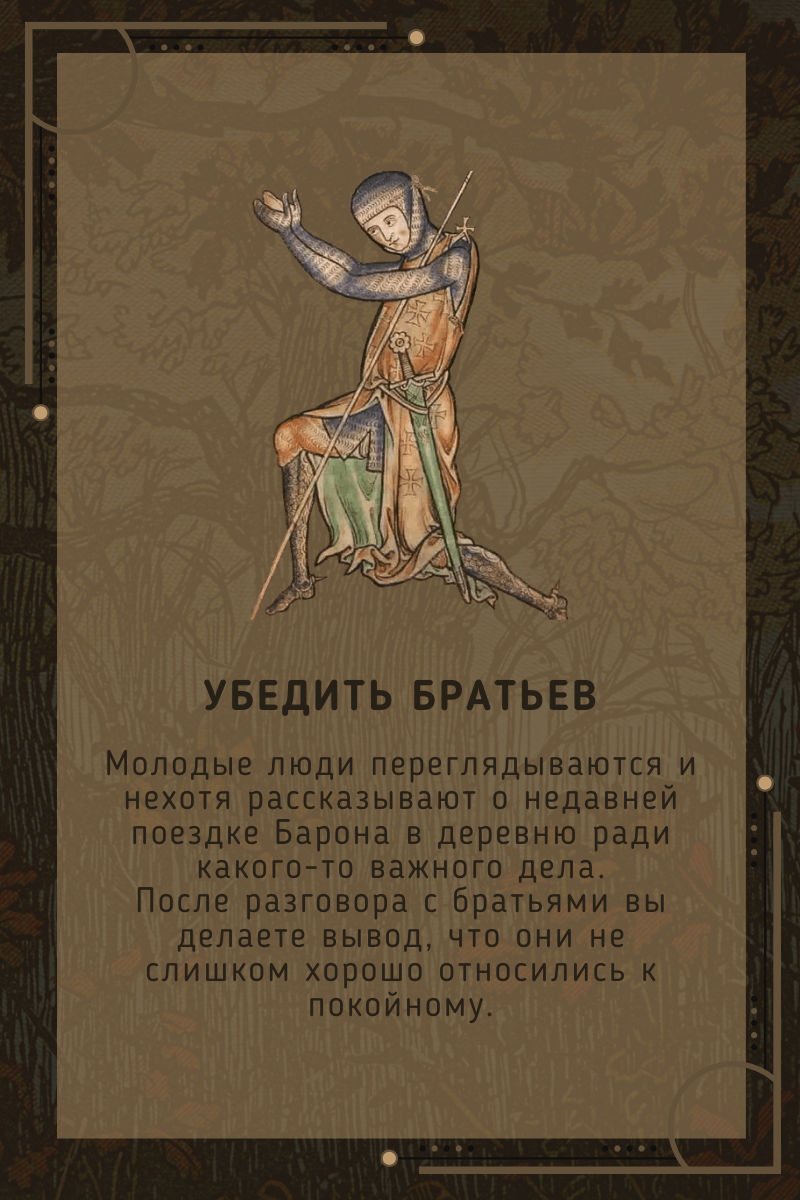 УБЕДИТЬ БРАТЬЕВ
Молодые люди переглядываются и
нехотя рассказывают о недавней
поездке Барона в деревню ради
какого-то важного дела.
После разговора с братьями вы
делаете вывод, что они не
слишком хорошо относились к
покойному.